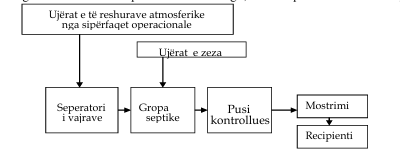 Ujërat e të reshurave atmosferike
nga sipërfaqet operacionale
Ujërat e zeza
Seperatori
i vajrave
Gropa
septike
Pusi
kontrollues
Mostrimi
Recipienti